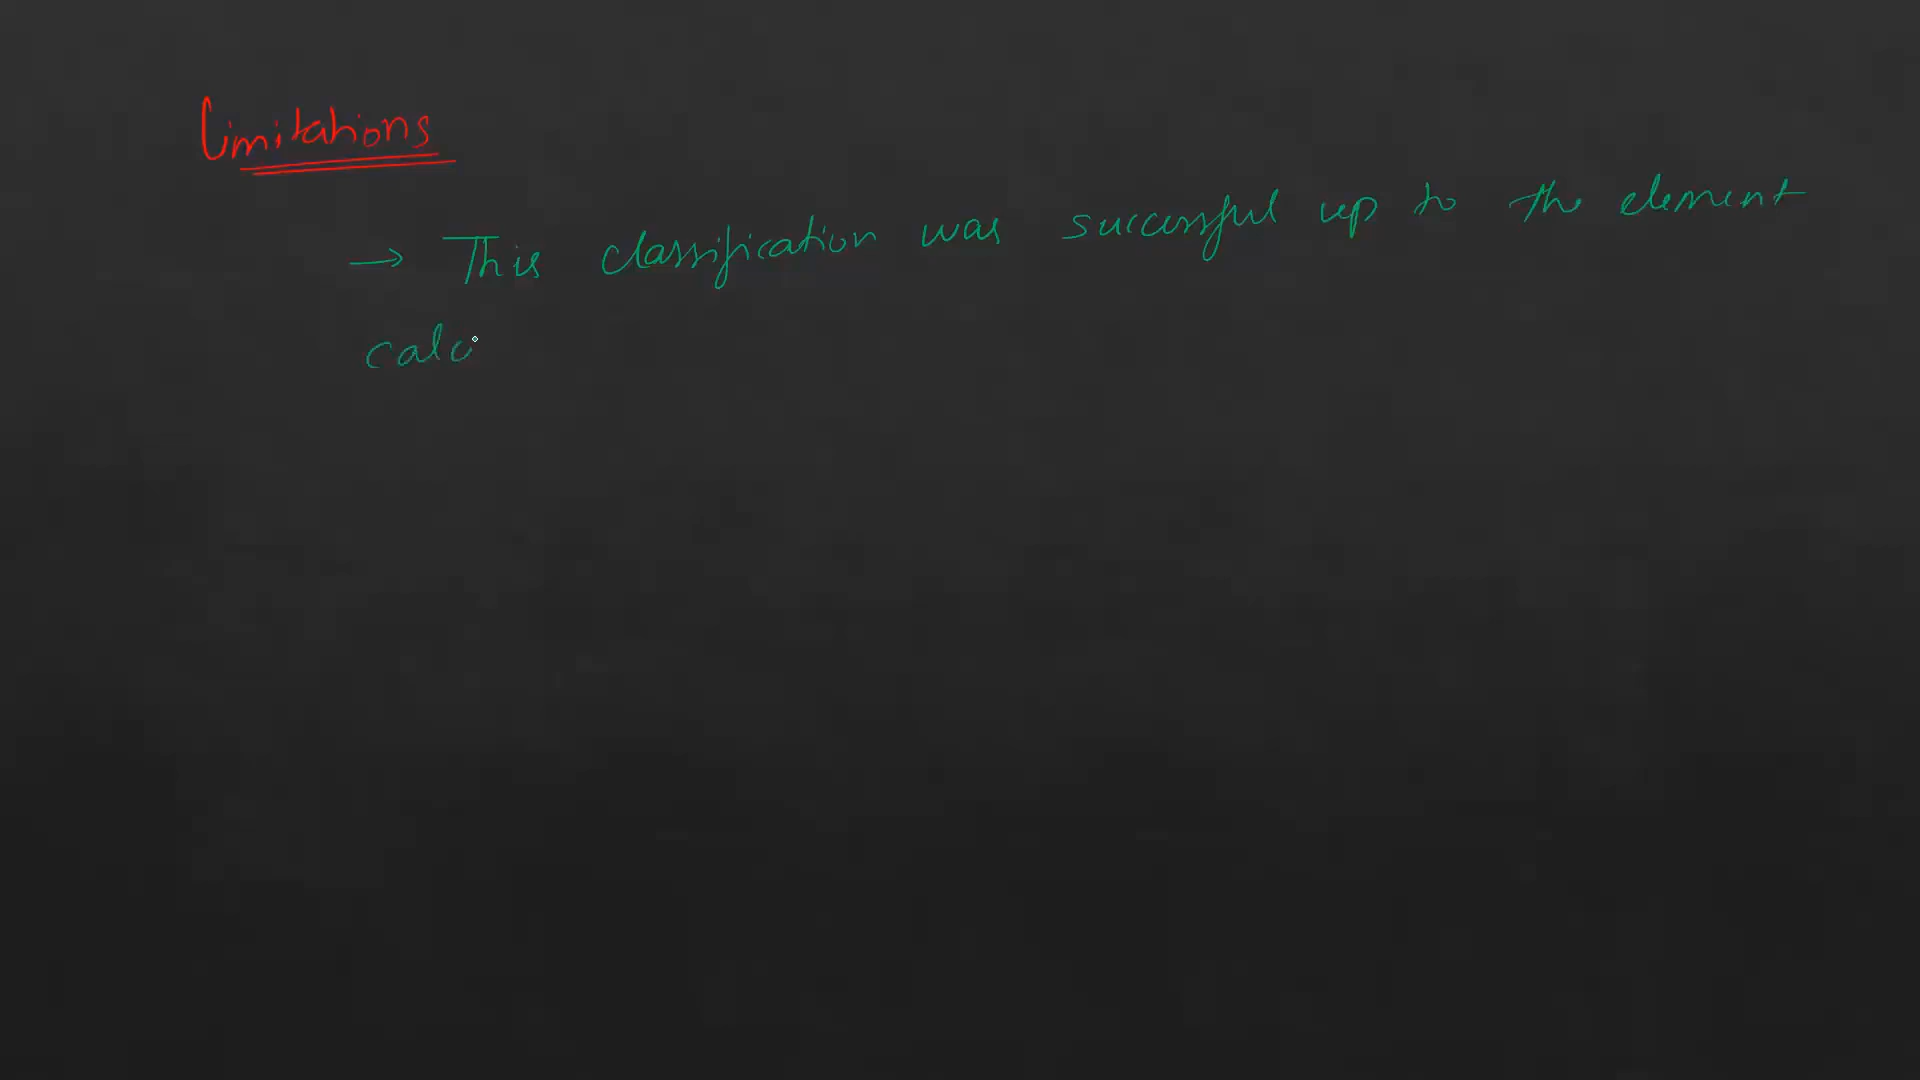 Limitations
→ This classification was successful up to the element
calc